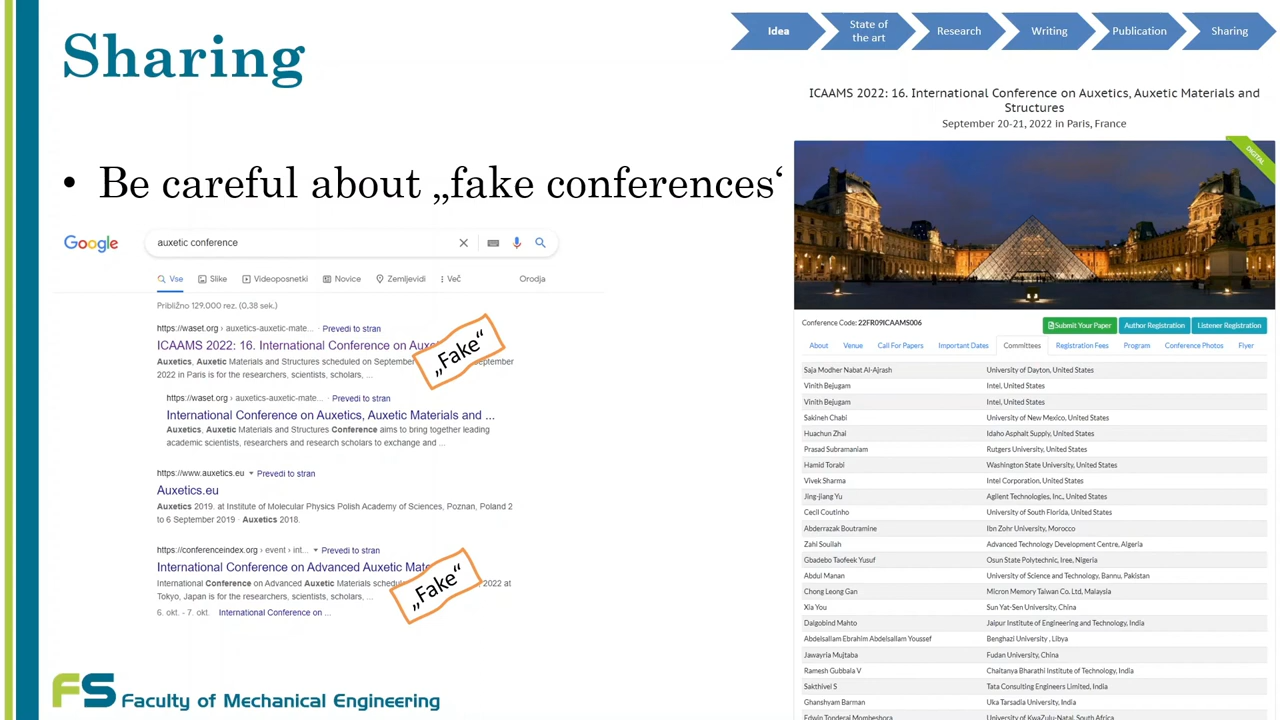 Sharing
Idea
State of
the art
Research
Writing
Publication
Sharing
• Be careful about „fake conferences‘
Google
auxetic conference
Vse
Slike
Videoposnetki
Novice
Zemljevidi
Več
Orodja
Približno 129.000 rez. (0.38 sek.)
https://waset.org › auxetics-auxetic-mate... · Prevedi to stran
ICAAMS 2022: 16. International Conference on Auxe
Auxetics, Auxetic Materials and Structures scheduled on September
2022 in Paris is for the researchers, scientists, scholars, ...
„Fake“
https://waset.org › auxetics-auxetic-mate... · Prevedi to stran
International Conference on Auxetics, Auxetic Materials and ...
Auxetics, Auxetic Materials and Structures Conference aims to bring together leading
academic scientists, researchers and research scholars to exchange and ...
https://www.auxetics.eu ▾ Prevedi to stran
Auxetics.eu
Auxetics 2019. at Institute of Molecular Physics Polish Academy of Sciences, Poznan, Poland 2
to 6 September 2019 · Auxetics 2018.
https://conferenceindex.org › event › int... ▾ Prevedi to stran
International Conference on Advanced Auxetic Mate
International Conference on Advanced Auxetic Materials schedu 2022 at
Tokyo, Japan is for the researchers, scientists, scholars, ...
„Fake“
6. okt. - 7. okt. International Conference on ...
ICAAMS 2022: 16. International Conference on Auxetics, Auxetic Materials and
Structures
September 20-21, 2022 in Paris, France
DIGITAL
Conference Code: 22FR09ICAAMS006
Submit Your Paper
Author Registration
Listener Registration
About
Venue
Call For Papers
Important Dates
Committees
Registration Fees
Program
Conference Photos
Flyer
Saja Modher Nabat Al-Ajrash University of Dayton, United States
Vinith Bejugam Intel, United States
Vinith Bejugam Intel, United States
Sakineh Chabi University of New Mexico, United States
Huachun Zhai Idaho Asphalt Supply, United States
Prasad Subramaniam Rutgers University, United States
Hamid Torabi Washington State University, United States
Vivek Sharma Intel Corporation, United States
Jing-jiang Yu Agilent Technologies, Inc., United States
Cecil Coutinho University of South Florida, United States
Abderrazak Boutramine Ibn Zohr University, Morocco
Zahi Souilah Advanced Technology Development Centre, Algeria
Gbadebo Taofeek Yusuf Osun State Polytechnic, Iree, Nigeria
Abdul Manan University of Science and Technology, Bannu, Pakistan
Chong Leong Gan Micron Memory Taiwan Co. Ltd, Malaysia
Xia You Sun Yat-Sen University, China
Dalgobind Mahto Jaipur Institute of Engineering and Technology, India
Abdelsallam Ebrahim Abdelsallam Youssef Benghazi University , Libya
Jawayria Mujtaba Fudan University, China
Ramesh Gubbala V Chaitanya Bharathi Institute of Technology, India
Sakthivel S Tata Consulting Engineers Limited, India
Ghanshyam Barman Uka Tarsadia University, India
Edwin Tonderai Mombeshora University of KwaZulu-Natal, South Africa
FS Faculty of Mechanical Engineering